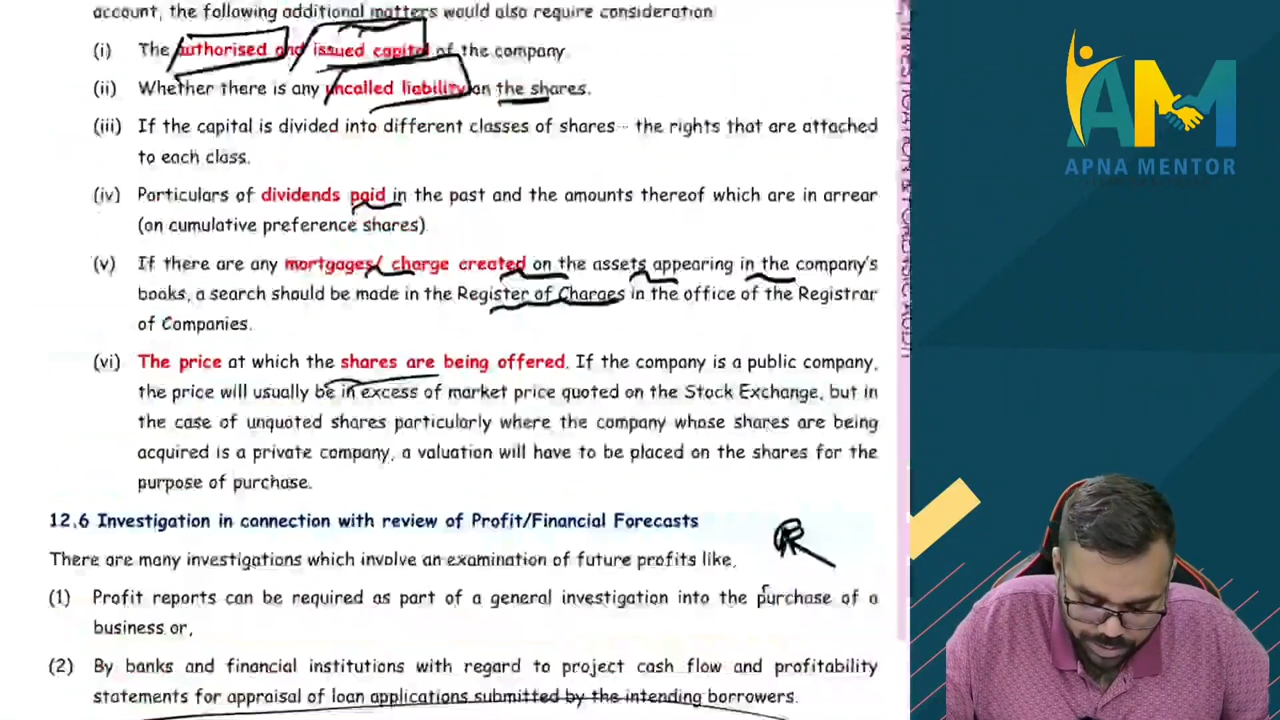 account, the following additional matters would also require consideration
(i) The authorised and issued capital of the company.
(ii) Whether there is any uncalled liability on the shares.
(iii) If the capital is divided into different classes of shares - the rights that are attached
to each class.
(iv) Particulars of dividends paid in the past and the amounts thereof which are in arrear
(on cumulative preference shares).
(v) If there are any mortgages/ charge created on the assets appearing in the company's
books, a search should be made in the Register of Charges in the office of the Registrar
of Companies.
(vi) The price at which the shares are being offered. If the company is a public company,
the price will usually be in excess of market price quoted on the Stock Exchange, but in
the case of unquoted shares particularly where the company whose shares are being
acquired is a private company, a valuation will have to be placed on the shares for the
purpose of purchase.
12.6 Investigation in connection with review of Profit/Financial Forecasts
There are many investigations which involve an examination of future profits like,
(1) Profit reports can be required as part of a general investigation into the purchase of a
business or,
(2) By banks and financial institutions with regard to project cash flow and profitability
statements for appraisal of loan applications submitted by the intending borrowers.
AM
APNA MENTOR